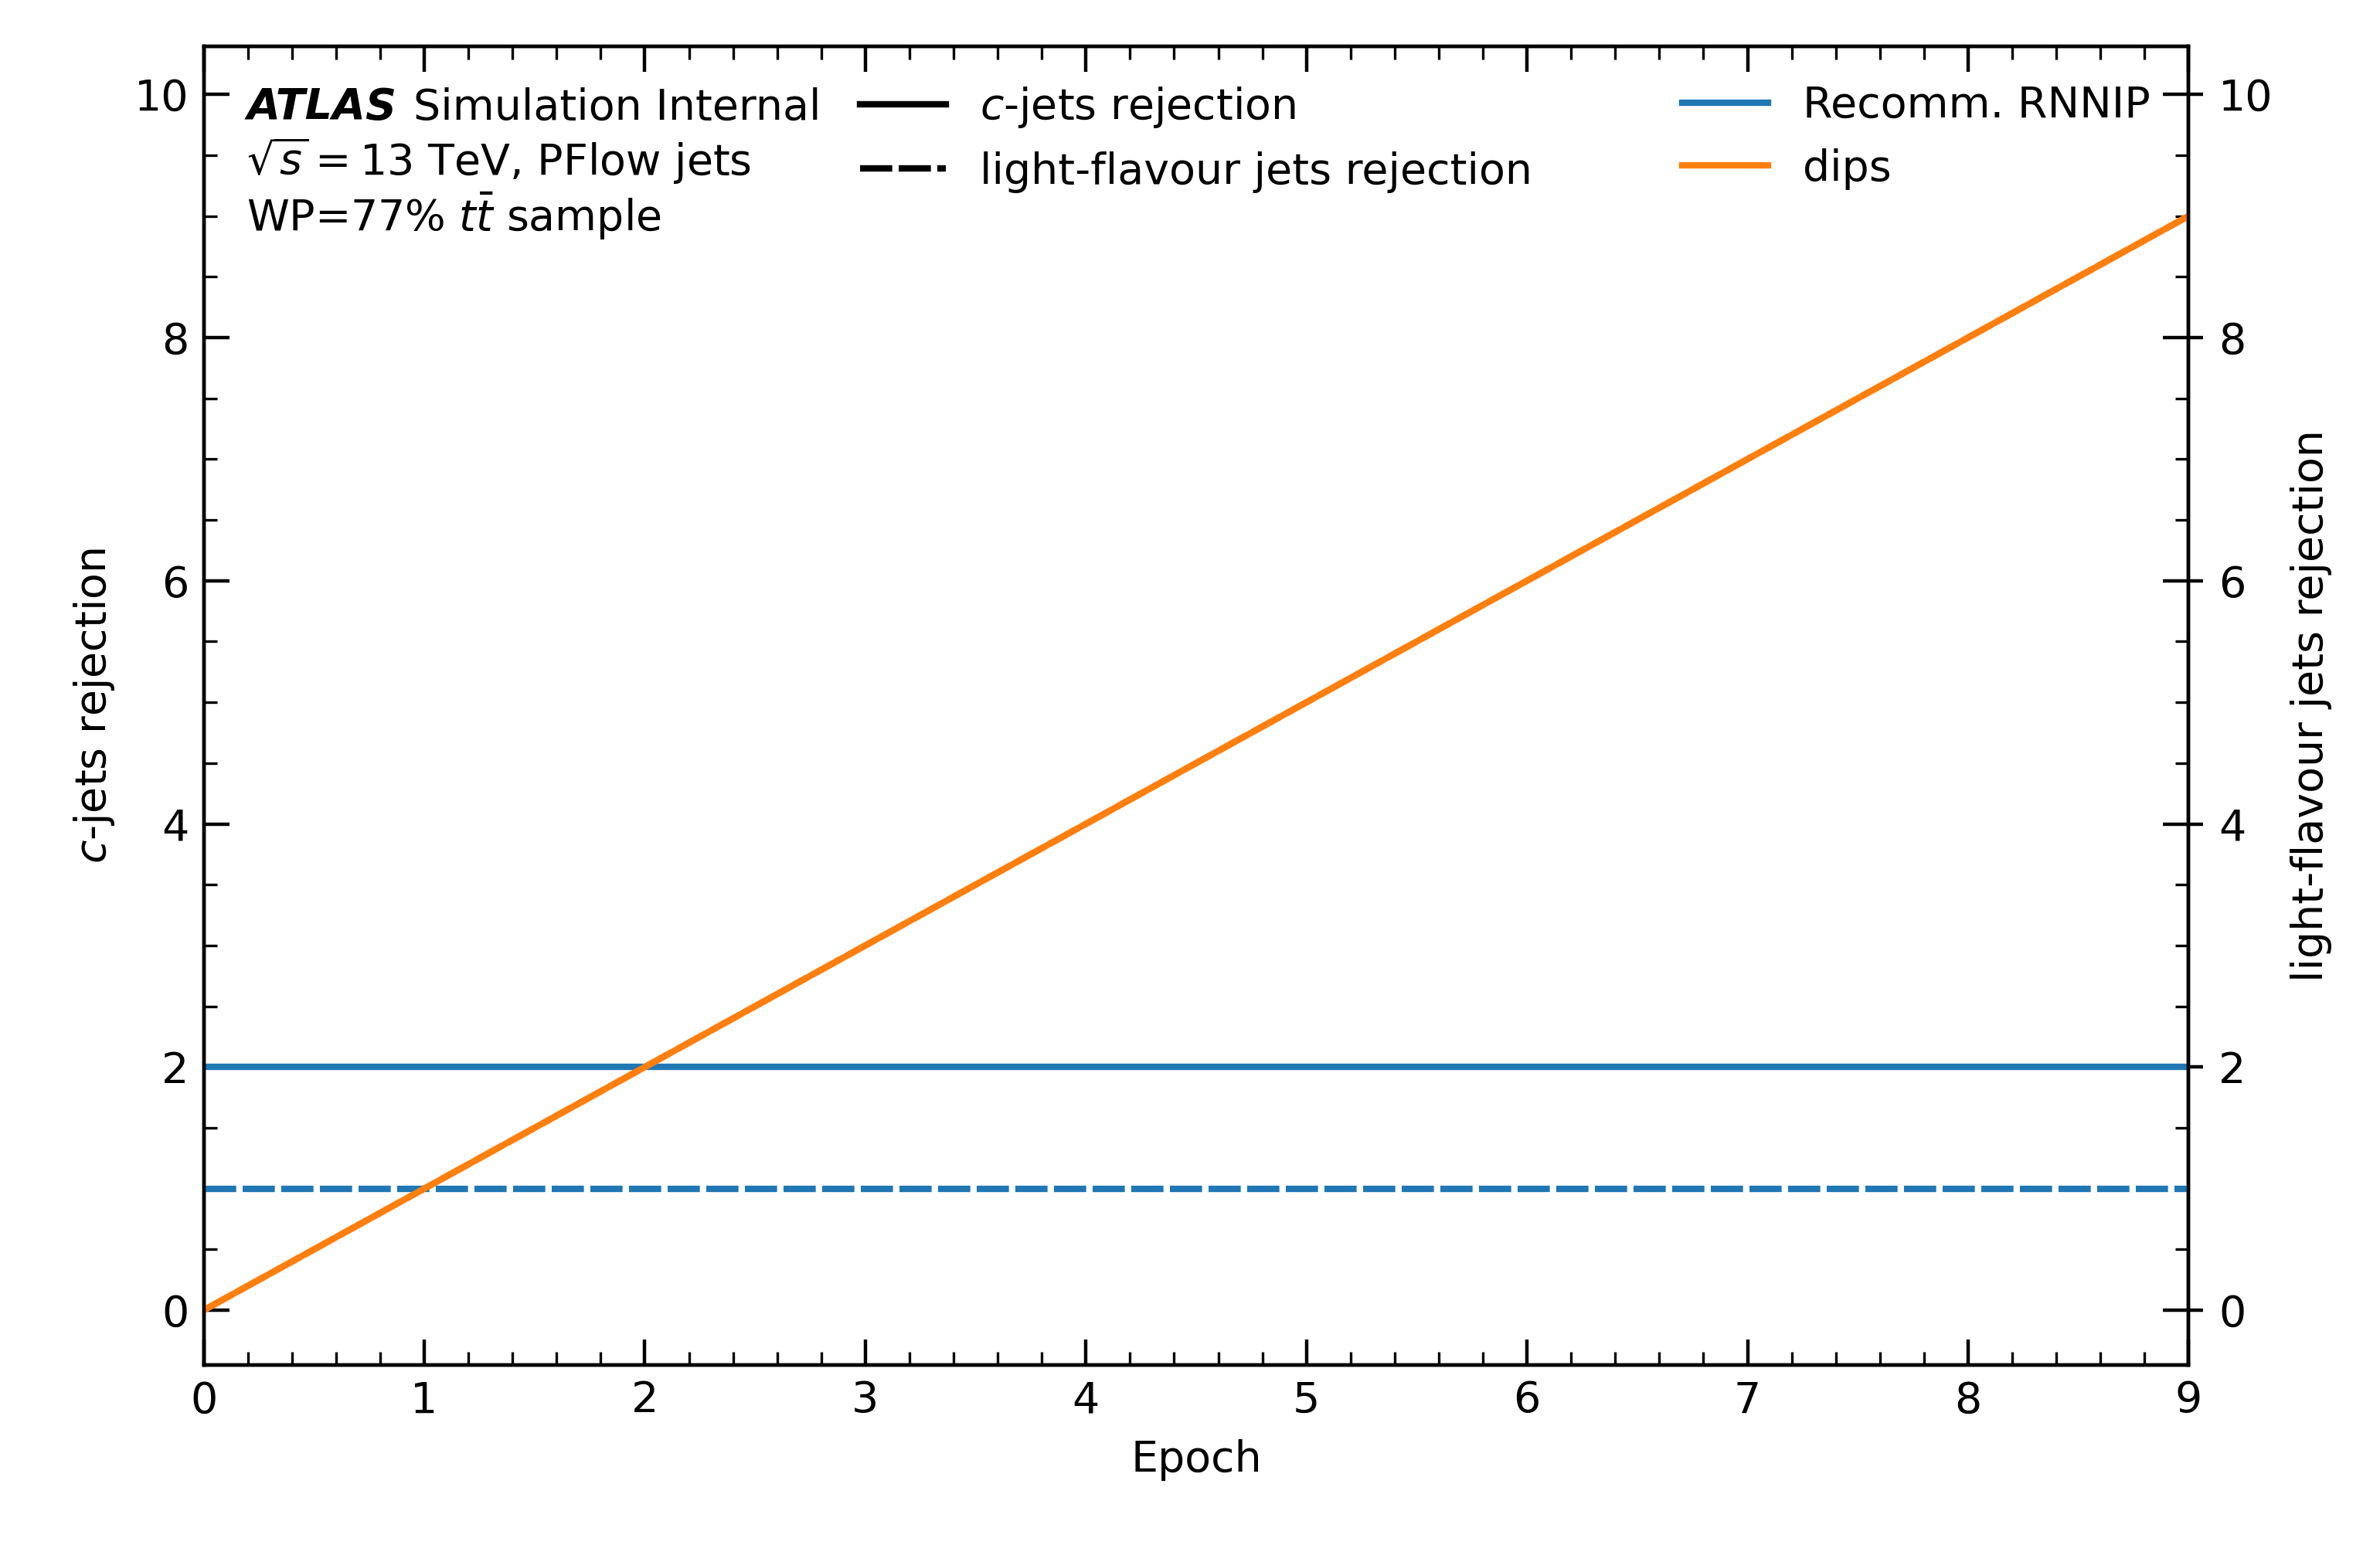 ATLAS Simulation Internal
√s = 13 TeV, PFlow jets
WP=77% tt̄ sample
c-jets rejection
light-flavour jets rejection
Recomm. RNNIP
dips
10
8
6
4
2
0
c-jets rejection
10
8
6
4
2
0
light-flavour jets rejection
0 1 2 3 4 5 6 7 8 9
Epoch